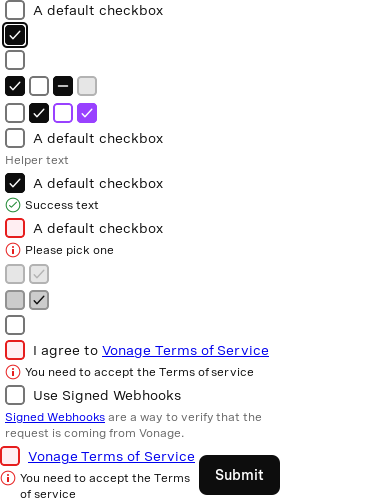 A default checkbox
A default checkbox
Helper text
A default checkbox
Success text
A default checkbox
Please pick one
I agree to Vonage Terms of Service
You need to accept the Terms of service
Use Signed Webhooks
Signed Webhooks are a way to verify that the
request is coming from Vonage.
Vonage Terms of Service
You need to accept the Terms
of service
Submit